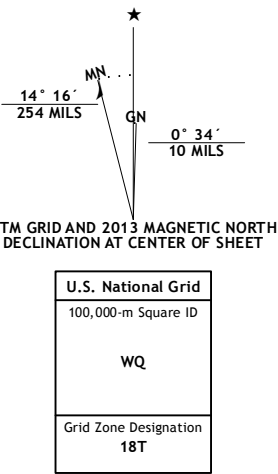 MN
14° 16´
254 MILS
GN
0° 34´
10 MILS
TM GRID AND 2013 MAGNETIC NORTH
DECLINATION AT CENTER OF SHEET
U.S. National Grid
100,000-m Square ID
WQ
Grid Zone Designation
18T